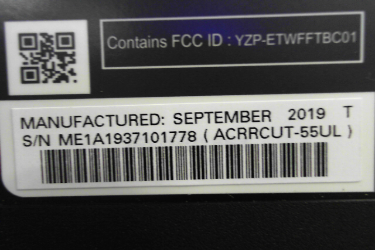 Contains FCC ID : YZP-ETWFFTBC01
MANUFACTURED: SEPTEMBER 2019 T
S/N ME1A1937101778 ( ACRRCUT-55UL )